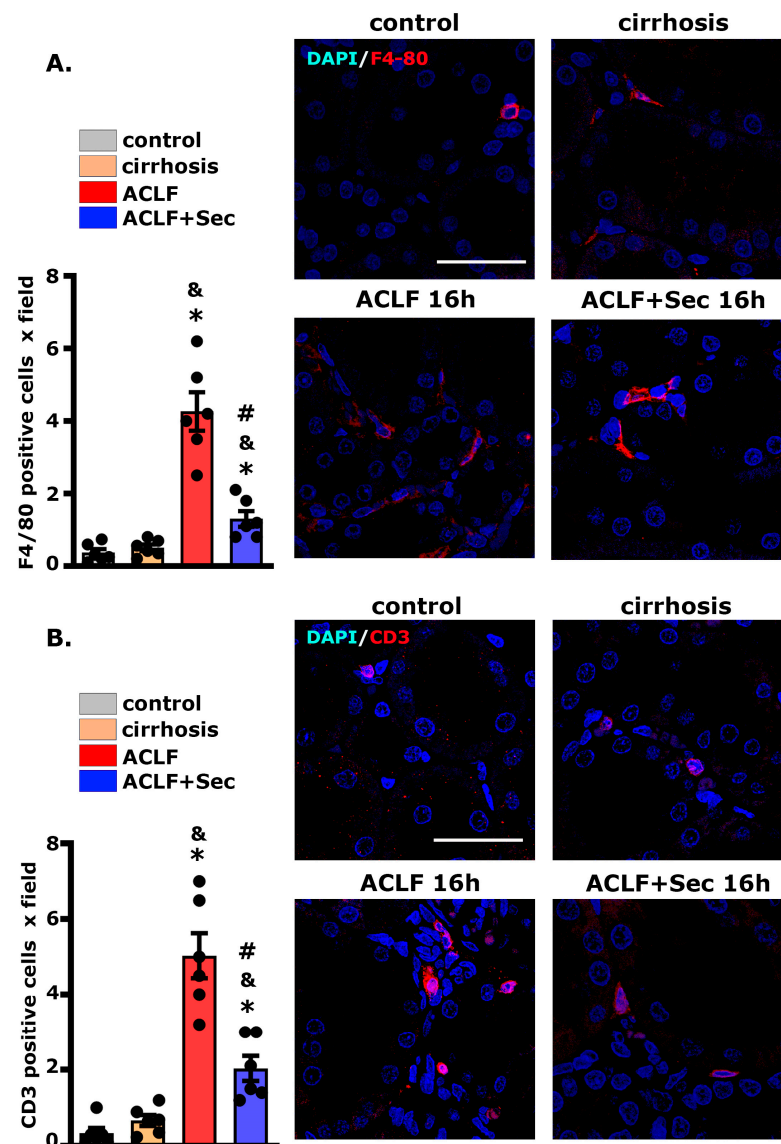 A.
control
cirrhosis
ACLF
ACLF+Sec
F4/80 positive cells x field
8
6
4
2
0
&
*
#
&
*
control
cirrhosis
DAPI/F4-80
ACLF 16h
ACLF+Sec 16h
B.
control
cirrhosis
ACLF
ACLF+Sec
CD3 positive cells x field
8
6
4
2
0
&
*
#
&
*
control
cirrhosis
DAPI/CD3
ACLF 16h
ACLF+Sec 16h